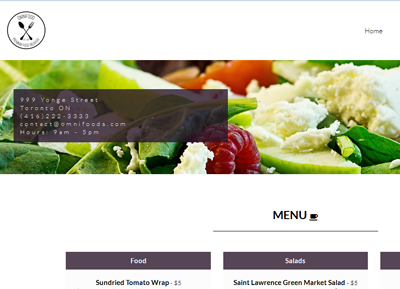 Home
999 Yonge Street
Toronto ON
(416)222-3333
contact@omnifoods.com
Hours: 9am - 5pm
MENU
Food
Salads
Sundried Tomato Wrap - $5
Saint Lawrence Green Market Salad - $5